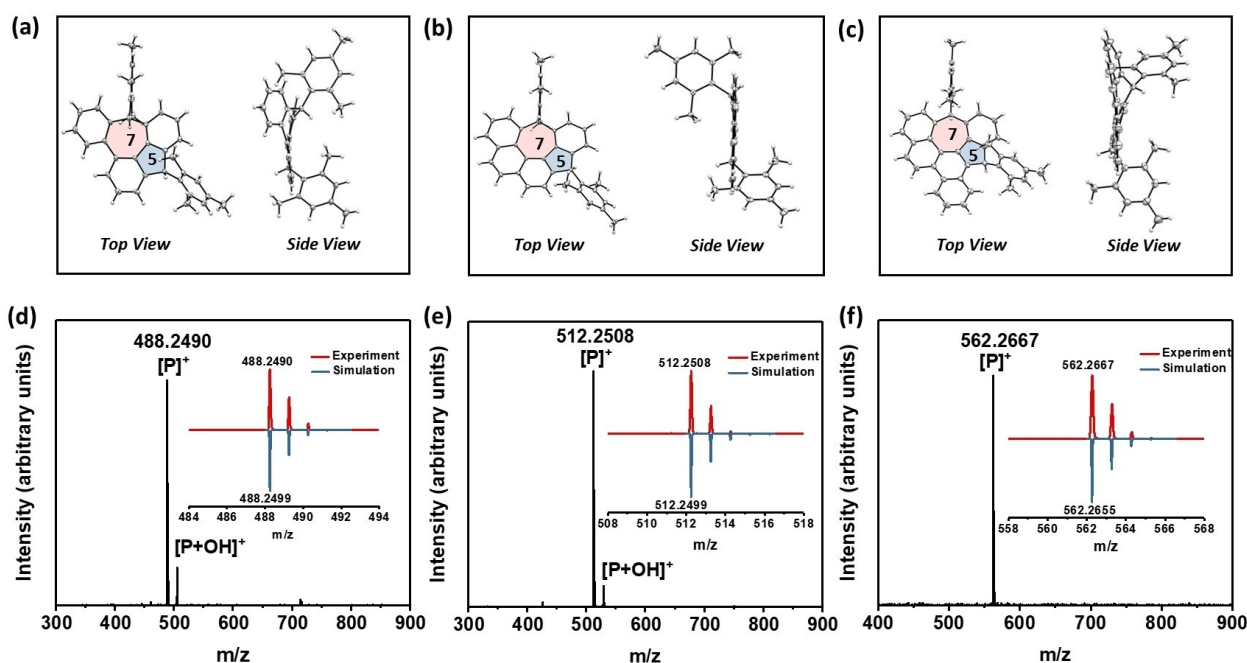 (a)
7
5
Top View
Side View
(b)
7
5
Top View
Side View
(c)
7
5
Top View
Side View
(d)
Intensity (arbitrary units)
488.2490
[P]+
[P+OH]+
488.2490
Experiment
Simulation
488.2499
484 486 488 490 492 494
m/z
300 400 500 600 700 800 900
m/z
(e)
Intensity (arbitrary units)
512.2508
[P]+
[P+OH]+
512.2508
Experiment
Simulation
512.2499
508 510 512 514 516 518
m/z
300 400 500 600 700 800 900
m/z
(f)
Intensity (arbitrary units)
562.2667
[P]+
562.2667
Experiment
Simulation
562.2655
558 560 562 564 566 568
m/z
400 500 600 700 800 900
m/z